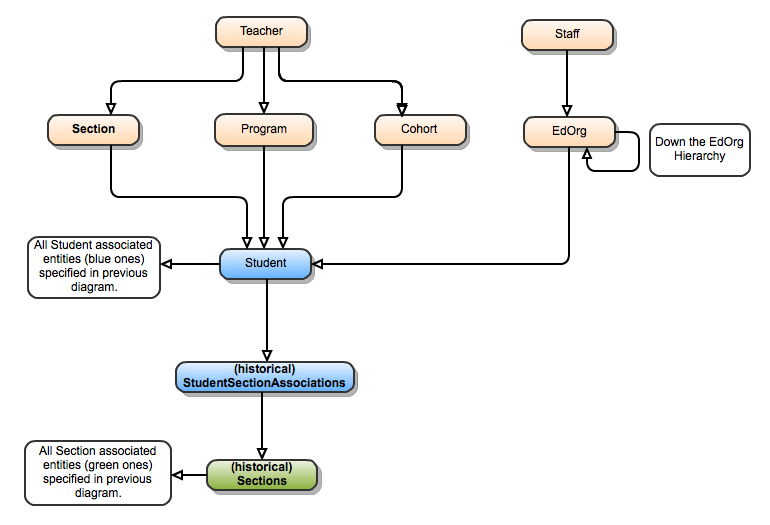 Teacher
Staff
Section
Program
Cohort
EdOrg
Down the EdOrg
Hierarchy
All Student associated
entities (blue ones)
specified in previous
diagram.
Student
(historical)
StudentSectionAssociations
All Section associated
entities (green ones)
specified in previous
diagram.
(historical)
Sections